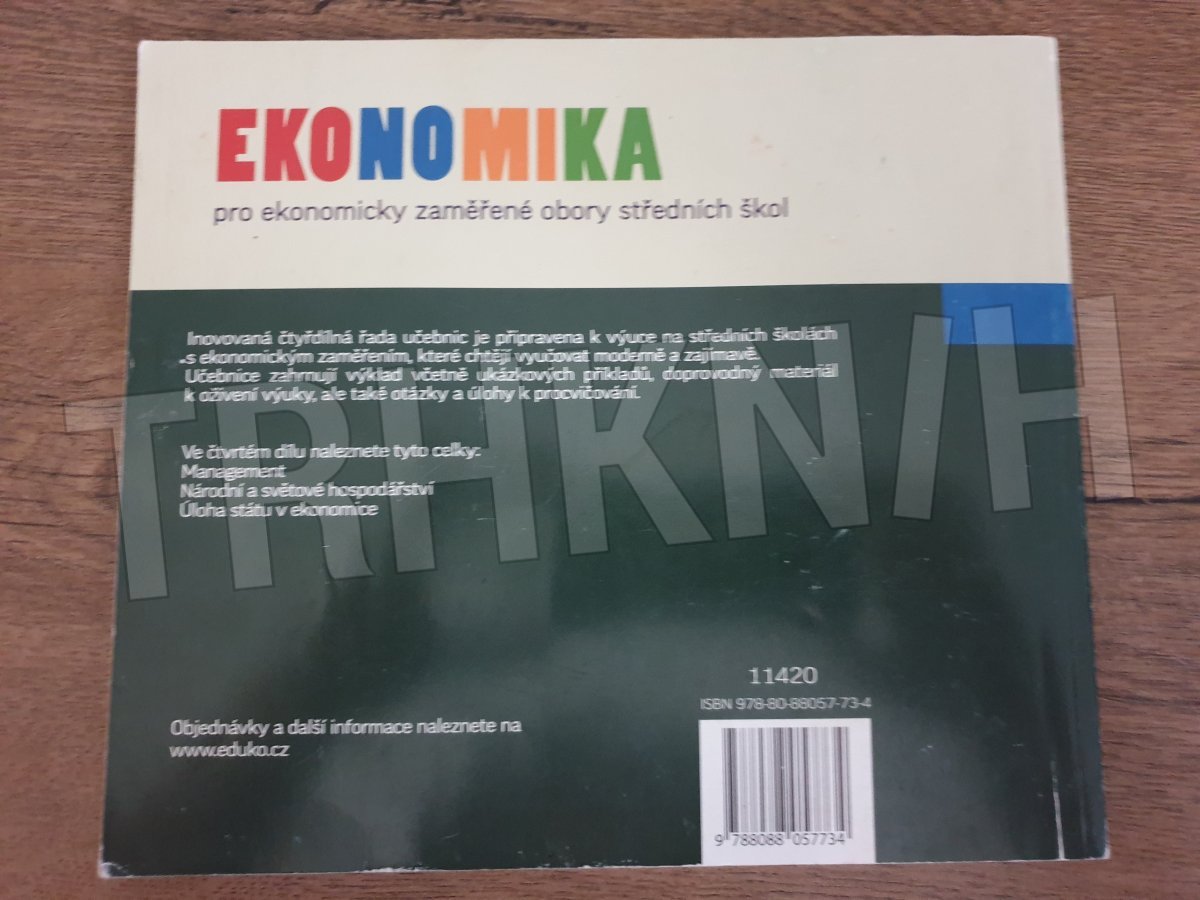 EKONOMIKA
pro ekonomicky zaměřené obory středních škol
Inovovaná čtyřdílná řada učebnic je připravena k výuce na středních školách
s ekonomickým zaměřením, které chtějí vyučovat moderně a zajímavě.
Učebnice zahrnují výklad včetně ukázkových příkladů, doprovodný materiál
k oživení výuky, ale také otázky a úlohy k procvičování.
Ve čtvrtém dílu naleznete tyto celky:
Management
Národní a světové hospodářství
Úloha státu v ekonomice
TRHKN/H
11420
ISBN 978-80-88057-73-4
Objednávky a další informace naleznete na
www.eduko.cz
9 788088 057734